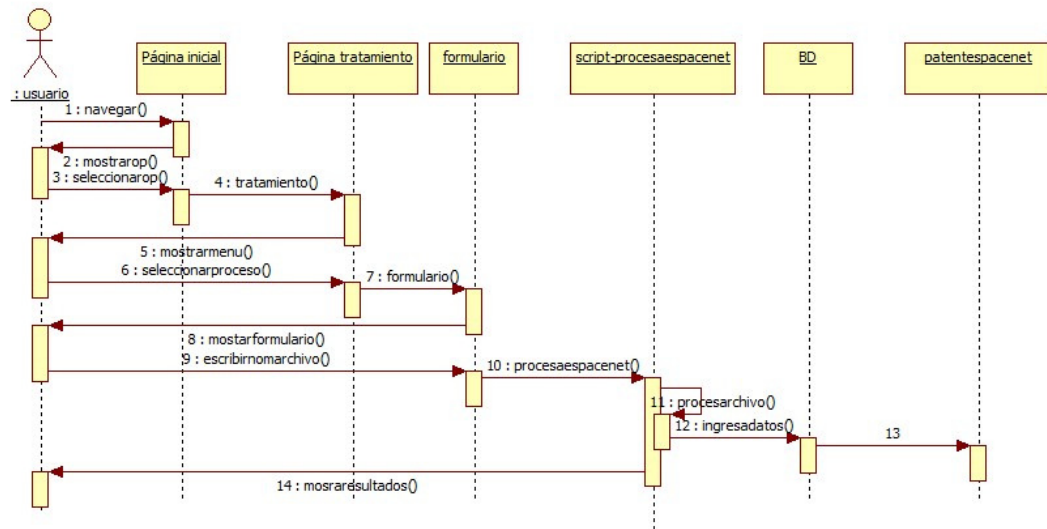 Página inicial
Página tratamiento
formulario
script-procesaespacenet
BD
patentespacenet
: usuario
1 : navegar()
2 : mostrarop()
3 : seleccionarop()
4 : tratamiento()
5 : mostrarmenu()
6 : seleccionarproceso()
7 : formulario()
8 : mostarformulario()
9 : escribirnomarchivo()
10 : procesaespacenet()
11 : procesarchivo()
12 : ingresadatos()
13
14 : mosraresultados()